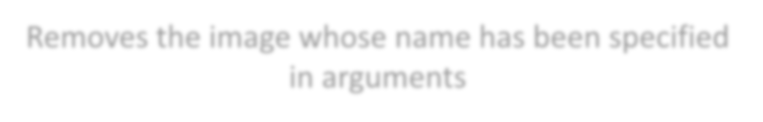 Removes the image whose name has been specified
in arguments